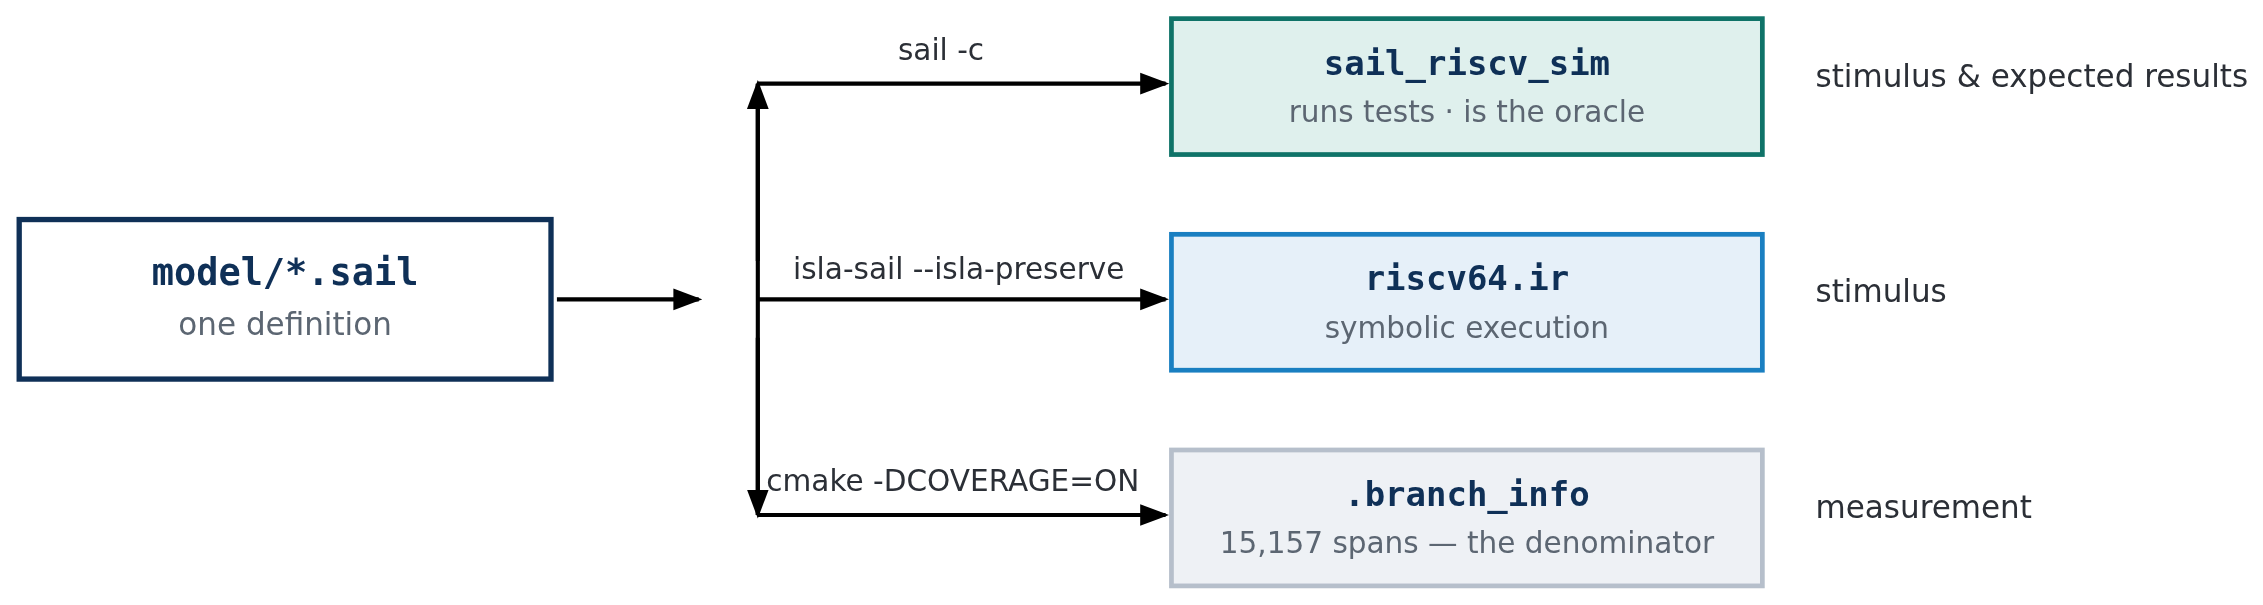 sail -c
sail_riscv_sim
runs tests · is the oracle
stimulus & expected results
model/*.sail
one definition
isla-sail --isla-preserve
riscv64.ir
symbolic execution
stimulus
cmake -DCOVERAGE=ON
.branch_info
15,157 spans — the denominator
measurement